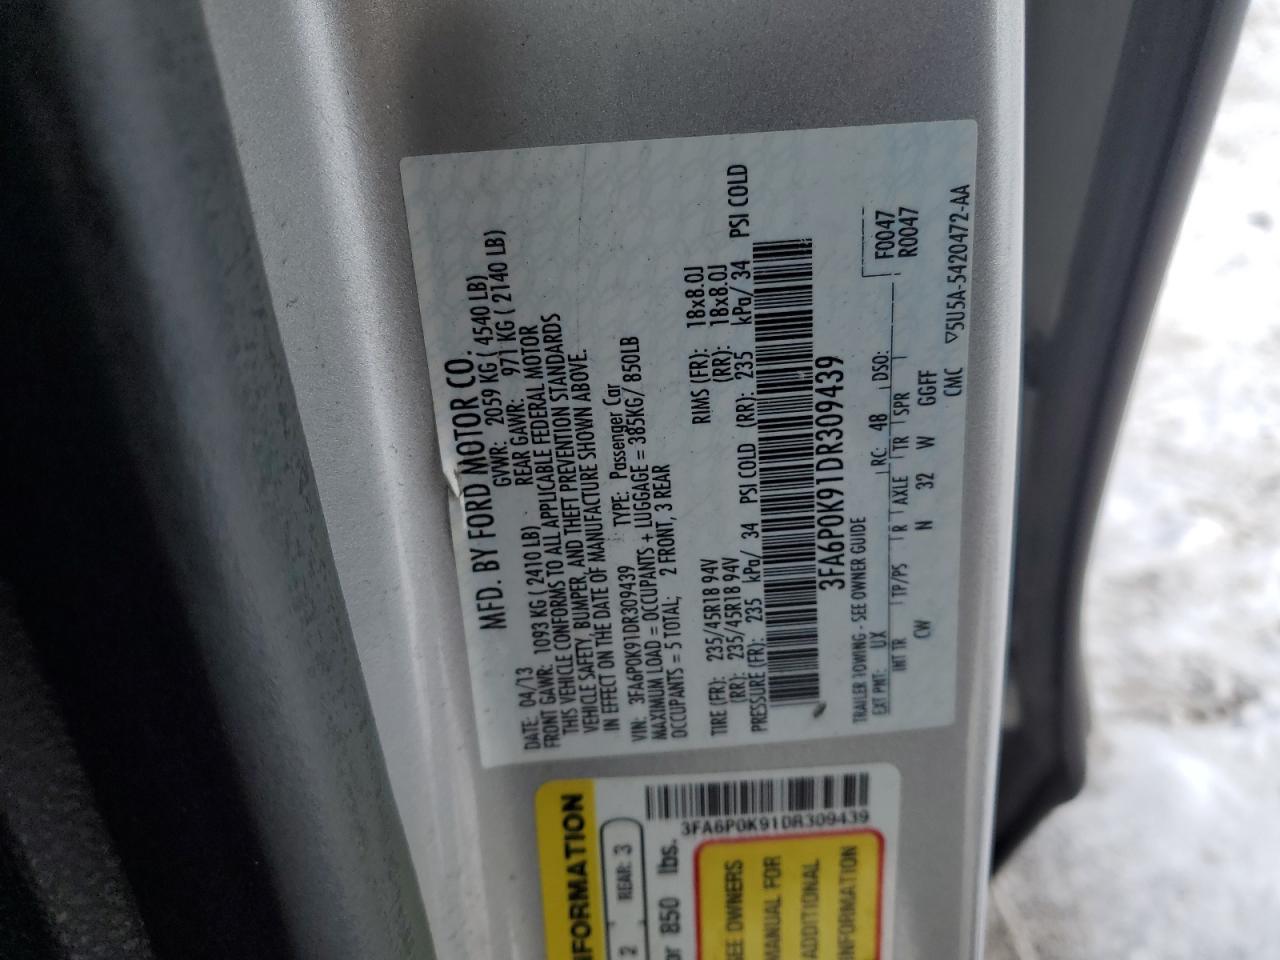 MFD. BY FORD MOTOR CO.
DATE: 04/13 GVWR: 2059 KG ( 4540 LB)
FRONT GAWR: 1093 KG ( 2410 LB) REAR GAWR: 971 KG ( 2140 LB)
THIS VEHICLE CONFORMS TO ALL APPLICABLE FEDERAL MOTOR
VEHICLE SAFETY, BUMPER, AND THEFT PREVENTION STANDARDS
IN EFFECT ON THE DATE OF MANUFACTURE SHOWN ABOVE.
VIN: 3FA6P0K91DR309439 TYPE: Passenger Car
MAXIMUM LOAD = OCCUPANTS + LUGGAGE = 385KG/ 850LB
OCCUPANTS = 5 TOTAL; 2 FRONT, 3 REAR
TIRE (FR): 235/45R18 94V RIMS (FR): 18x8.0J
(RR): 235/45R18 94V (RR): 18x8.0J
PRESSURE (FR): 235 kPa/ 34 PSI COLD (RR): 235 kPa/ 34 PSI COLD
3FA6P0K91DR309439
TRAILER TOWING - SEE OWNER GUIDE
EXT PNT: UX RC: 48 DSO: F0047
INT TR TP/PS R AXLE TR SPR R0047
CW N 32 W GGFF
CMC ▽5U5A-5420472-AA
3FA6P0K91DR309439
NFORMATION
2 REAR: 3
or 850 lbs.
SEE OWNERS
MANUAL FOR
ADDITIONAL
INFORMATION